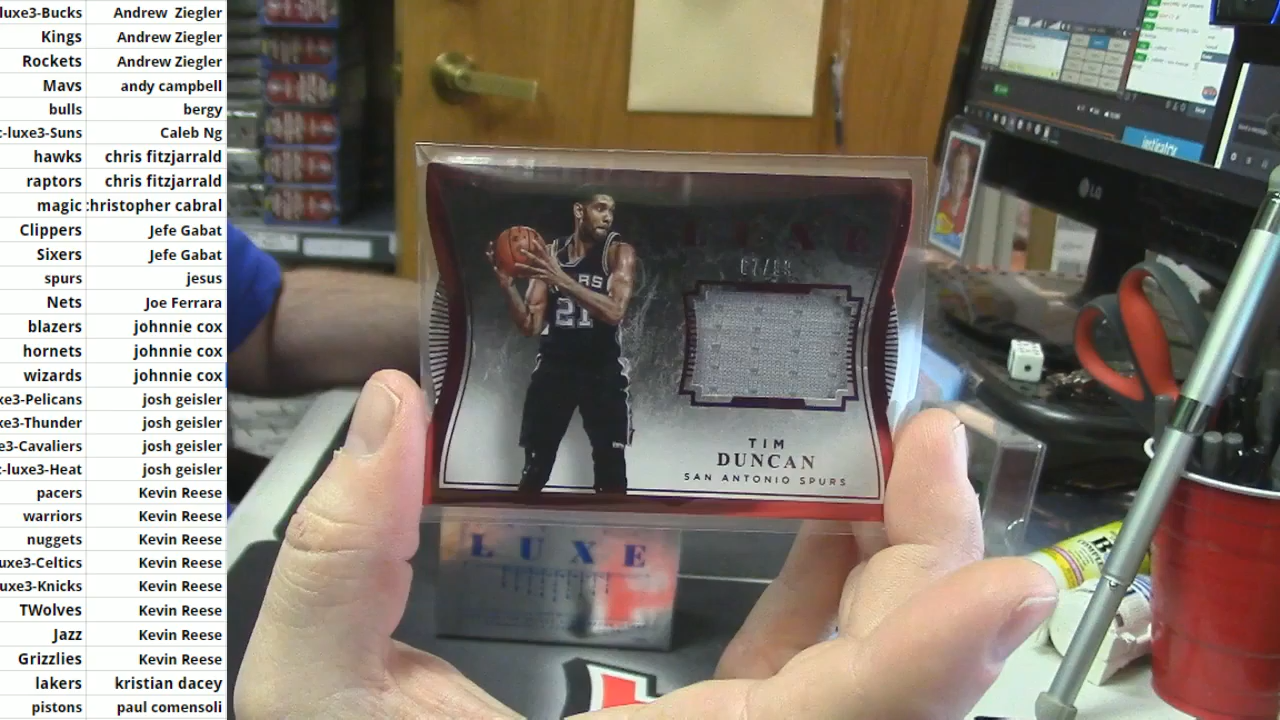 luxe3-Bucks Andrew Ziegler
Kings Andrew Ziegler
Rockets Andrew Ziegler
Mavs andy campbell
bulls bergy
-luxe3-Suns Caleb Ng
hawks chris fitzjarrald
raptors chris fitzjarrald
magic christopher cabral
Clippers Jefe Gabat
Sixers Jefe Gabat
spurs jesus
Nets Joe Ferrara
blazers johnnie cox
hornets johnnie cox
wizards johnnie cox
xe3-Pelicans josh geisler
xe3-Thunder josh geisler
e3-Cavaliers josh geisler
-luxe3-Heat josh geisler
pacers Kevin Reese
warriors Kevin Reese
nuggets Kevin Reese
uxe3-Celtics Kevin Reese
uxe3-Knicks Kevin Reese
TWolves Kevin Reese
Jazz Kevin Reese
Grizzlies Kevin Reese
lakers kristian dacey
pistons paul comensoli
LUXE
21
TIM
DUNCAN
SAN ANTONIO SPURS
LUXE
LG